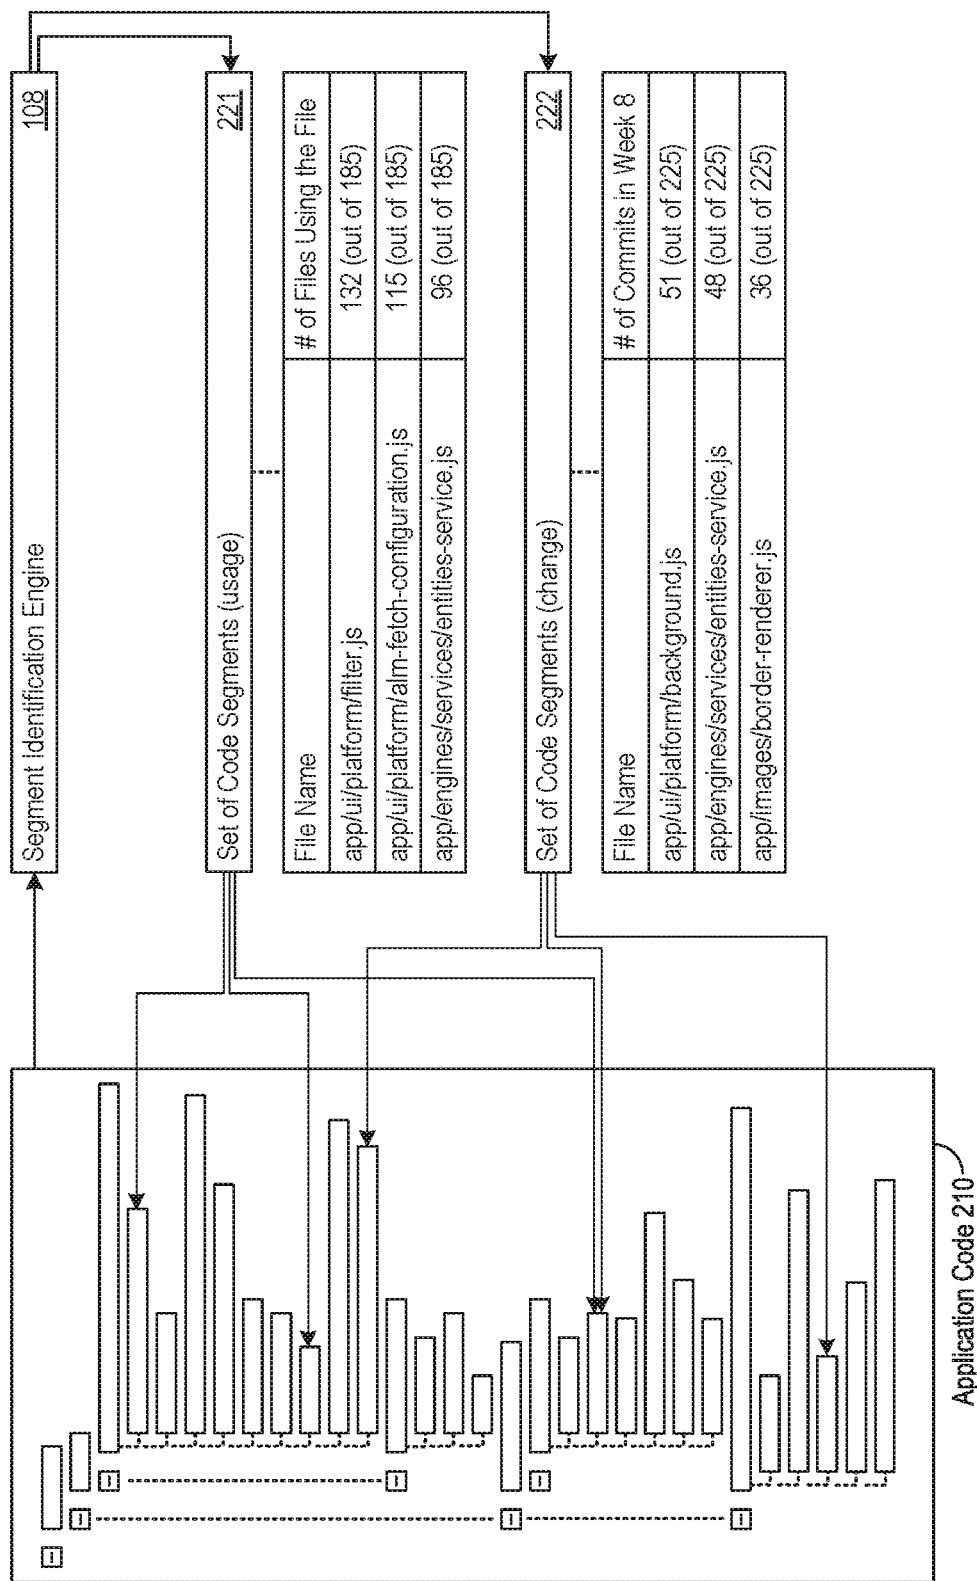 Segment Identification Engine 108
Set of Code Segments (usage) 221
File Name # of Files Using the File
app/ui/platform/filter.js 132 (out of 185)
app/ui/platform/alm-fetch-configuration.js 115 (out of 185)
app/engines/services/entities-service.js 96 (out of 185)
Set of Code Segments (change) 222
File Name # of Commits in Week 8
app/ui/platform/background.js 51 (out of 225)
app/engines/services/entities-service.js 48 (out of 225)
app/images/border-renderer.js 36 (out of 225)
Application Code 210